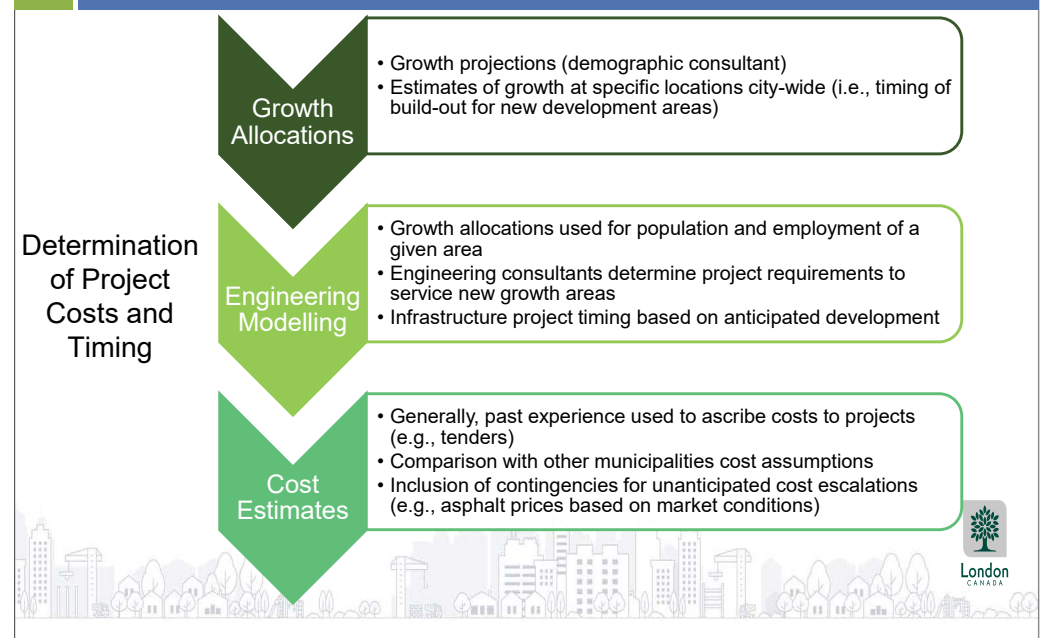 Determination
of Project
Costs and
Timing
Growth
Allocations
• Growth projections (demographic consultant)
• Estimates of growth at specific locations city-wide (i.e., timing of
build-out for new development areas)
Engineering
Modelling
• Growth allocations used for population and employment of a
given area
• Engineering consultants determine project requirements to
service new growth areas
• Infrastructure project timing based on anticipated development
Cost
Estimates
• Generally, past experience used to ascribe costs to projects
(e.g., tenders)
• Comparison with other municipalities cost assumptions
• Inclusion of contingencies for unanticipated cost escalations
(e.g., asphalt prices based on market conditions)
London
CANADA